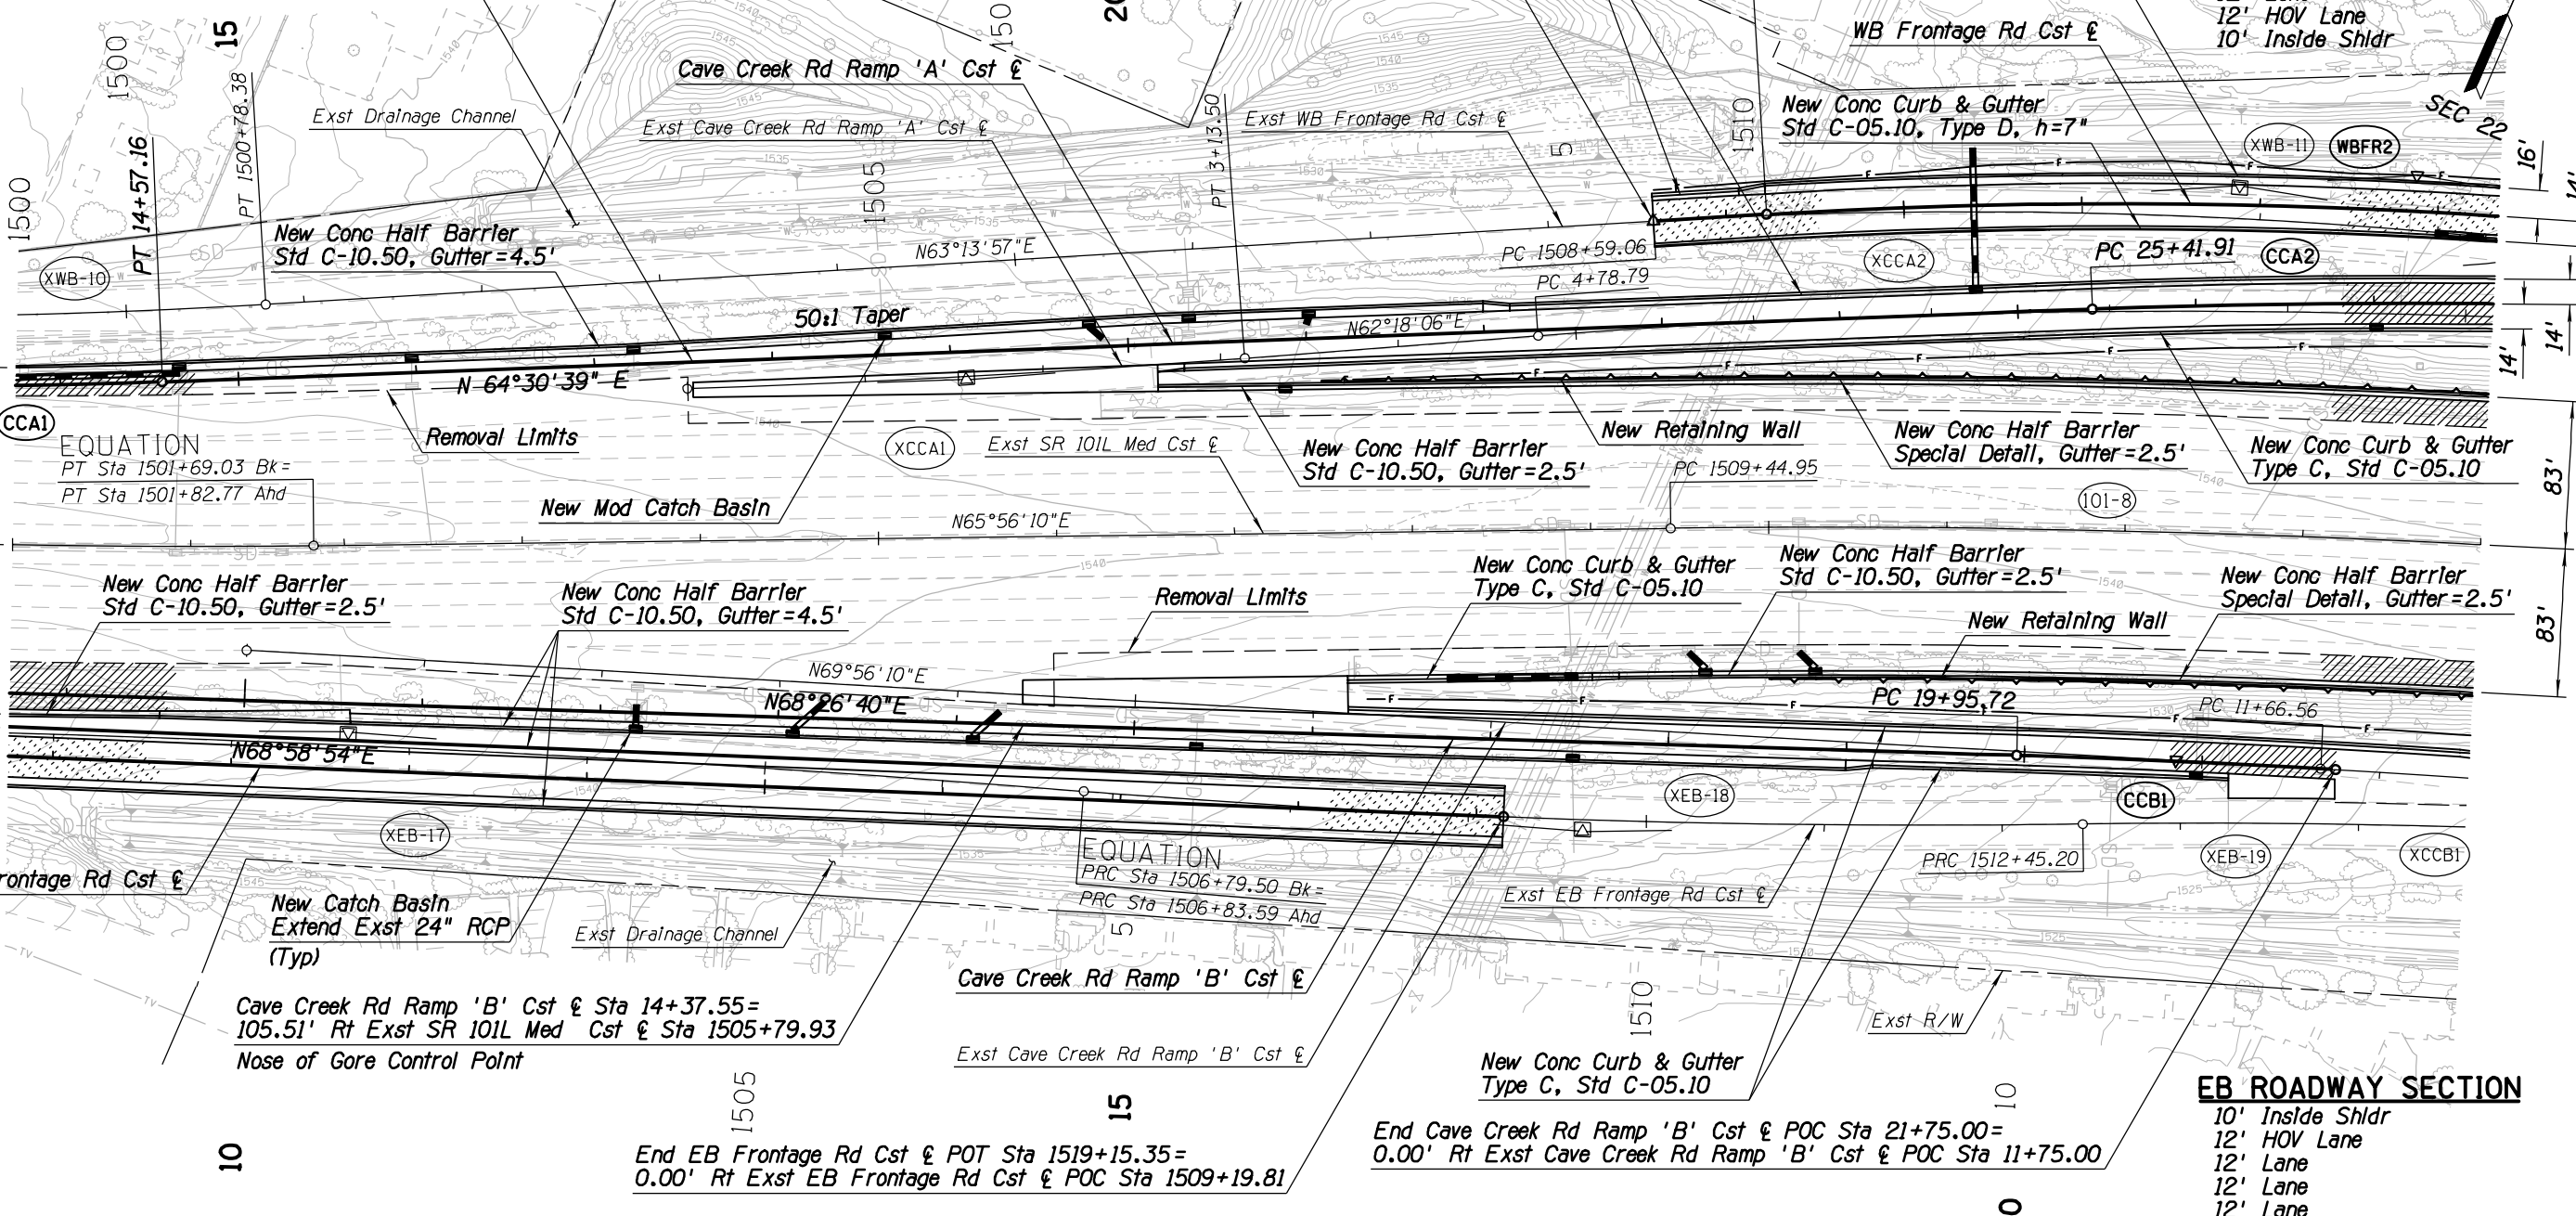 12' HOV Lane
10' Inside Shldr
WB Frontage Rd Cst ℄
1500
15
150
20
Cave Creek Rd Ramp 'A' Cst ℄
PT 1500+78.38
Exst Drainage Channel
Exst Cave Creek Rd Ramp 'A' Cst ℄
PT 3+13.50
Exst WB Frontage Rd Cst ℄
1510
New Conc Curb & Gutter
Std C-05.10, Type D, h=7"
SEC 22
XWB-11
WBFR2
16'
14'
PT 14+57.16
1500
1505
5
New Conc Half Barrier
Std C-10.50, Gutter=4.5'
N63°13'57"E
PC 1508+59.06
PC 4+78.79
XCCA2
PC 25+41.91
CCA2
XWB-10
50:1 Taper
N62°18'06"E
14'
14'
N 64°30'39" E
CCA1
EQUATION
PT Sta 1501+69.03 Bk=
PT Sta 1501+82.77 Ahd
Removal Limits
XCCA1
Exst SR 101L Med Cst ℄
New Conc Half Barrier
Std C-10.50, Gutter=2.5'
New Retaining Wall
PC 1509+44.95
New Conc Half Barrier
Special Detail, Gutter=2.5'
New Conc Curb & Gutter
Type C, Std C-05.10
83'
New Mod Catch Basin
N65°56'10"E
101-8
New Conc Half Barrier
Std C-10.50, Gutter=2.5'
New Conc Half Barrier
Std C-10.50, Gutter=4.5'
Removal Limits
New Conc Curb & Gutter
Type C, Std C-05.10
New Conc Half Barrier
Std C-10.50, Gutter=2.5'
New Conc Half Barrier
Special Detail, Gutter=2.5'
New Retaining Wall
83'
N69°56'10"E
N68°26'40"E
PC 19+95.72
PC 11+66.56
N68°58'54"E
XEB-17
XEB-18
CCB1
EQUATION
PRC Sta 1506+79.50 Bk=
PRC Sta 1506+83.59 Ahd
5
PRC 1512+45.20
XEB-19
XCCB1
rontage Rd Cst ℄
New Catch Basin
Extend Exst 24" RCP
(Typ)
Exst Drainage Channel
Exst EB Frontage Rd Cst ℄
Cave Creek Rd Ramp 'B' Cst ℄
Cave Creek Rd Ramp 'B' Cst ℄ Sta 14+37.55=
105.51' Rt Exst SR 101L Med Cst ℄ Sta 1505+79.93
Nose of Gore Control Point
Exst Cave Creek Rd Ramp 'B' Cst ℄
1510
Exst R/W
New Conc Curb & Gutter
Type C, Std C-05.10
1505
15
10
EB ROADWAY SECTION
10' Inside Shldr
12' HOV Lane
12' Lane
12' Lane
12' Lane
10
End EB Frontage Rd Cst ℄ POT Sta 1519+15.35=
0.00' Rt Exst EB Frontage Rd Cst ℄ POC Sta 1509+19.81
End Cave Creek Rd Ramp 'B' Cst ℄ POC Sta 21+75.00=
0.00' Rt Exst Cave Creek Rd Ramp 'B' Cst ℄ POC Sta 11+75.00
0